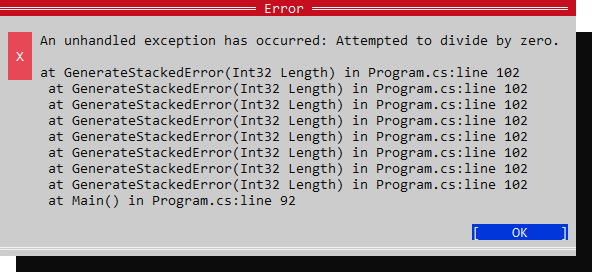 Error
X
An unhandled exception has occurred: Attempted to divide by zero.
at GenerateStackedError(Int32 Length) in Program.cs:line 102
at GenerateStackedError(Int32 Length) in Program.cs:line 102
at GenerateStackedError(Int32 Length) in Program.cs:line 102
at GenerateStackedError(Int32 Length) in Program.cs:line 102
at GenerateStackedError(Int32 Length) in Program.cs:line 102
at GenerateStackedError(Int32 Length) in Program.cs:line 102
at GenerateStackedError(Int32 Length) in Program.cs:line 102
at GenerateStackedError(Int32 Length) in Program.cs:line 102
at Main() in Program.cs:line 92
[ OK ]